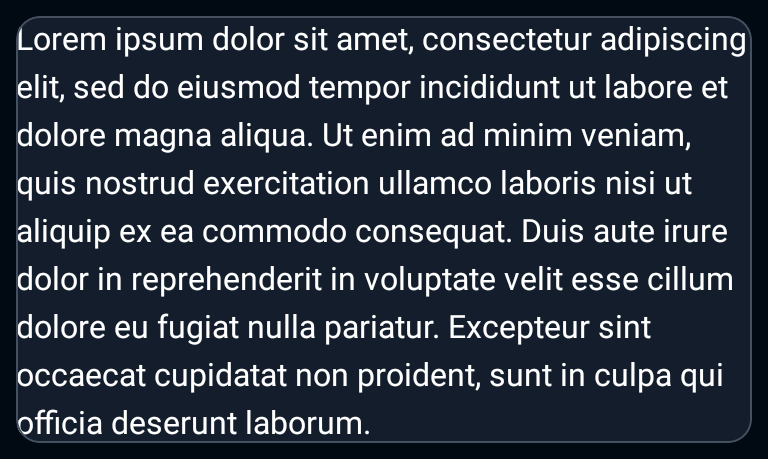 Lorem ipsum dolor sit amet, consectetur adipiscing
elit, sed do eiusmod tempor incididunt ut labore et
dolore magna aliqua. Ut enim ad minim veniam,
quis nostrud exercitation ullamco laboris nisi ut
aliquip ex ea commodo consequat. Duis aute irure
dolor in reprehenderit in voluptate velit esse cillum
dolore eu fugiat nulla pariatur. Excepteur sint
occaecat cupidatat non proident, sunt in culpa qui
officia deserunt laborum.